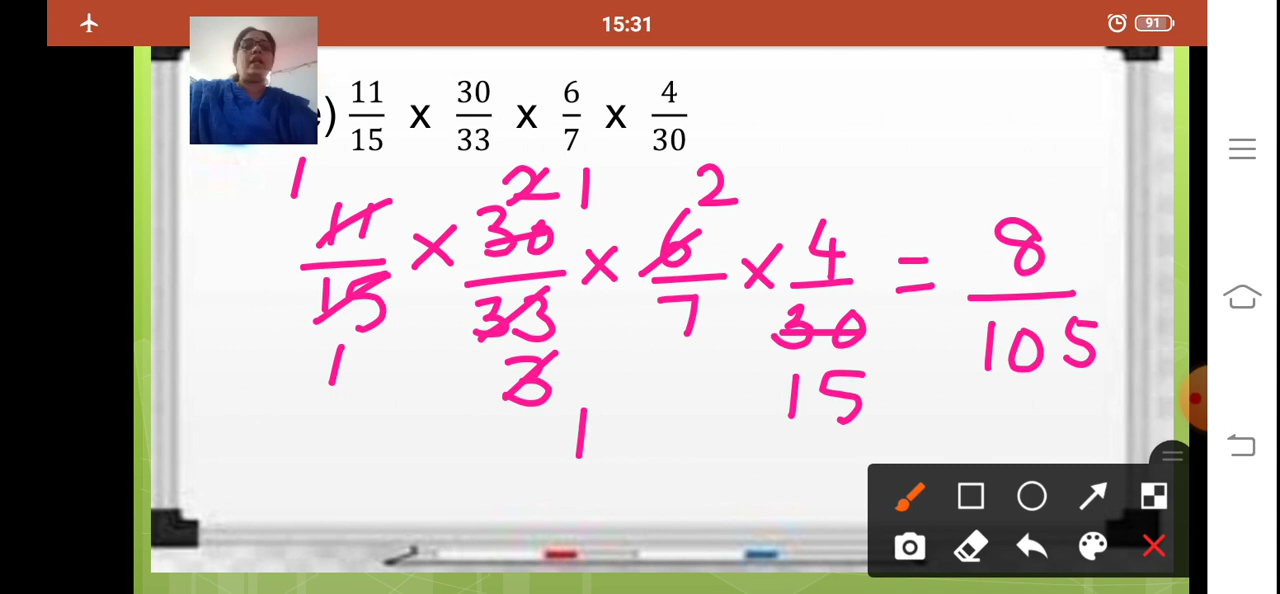 15:31
91
e) 11/15 x 30/33 x 6/7 x 4/30
1 2 1 2
11/15 × 30/33 × 6/7 × 4/30 = 8/105
1 3 15
1